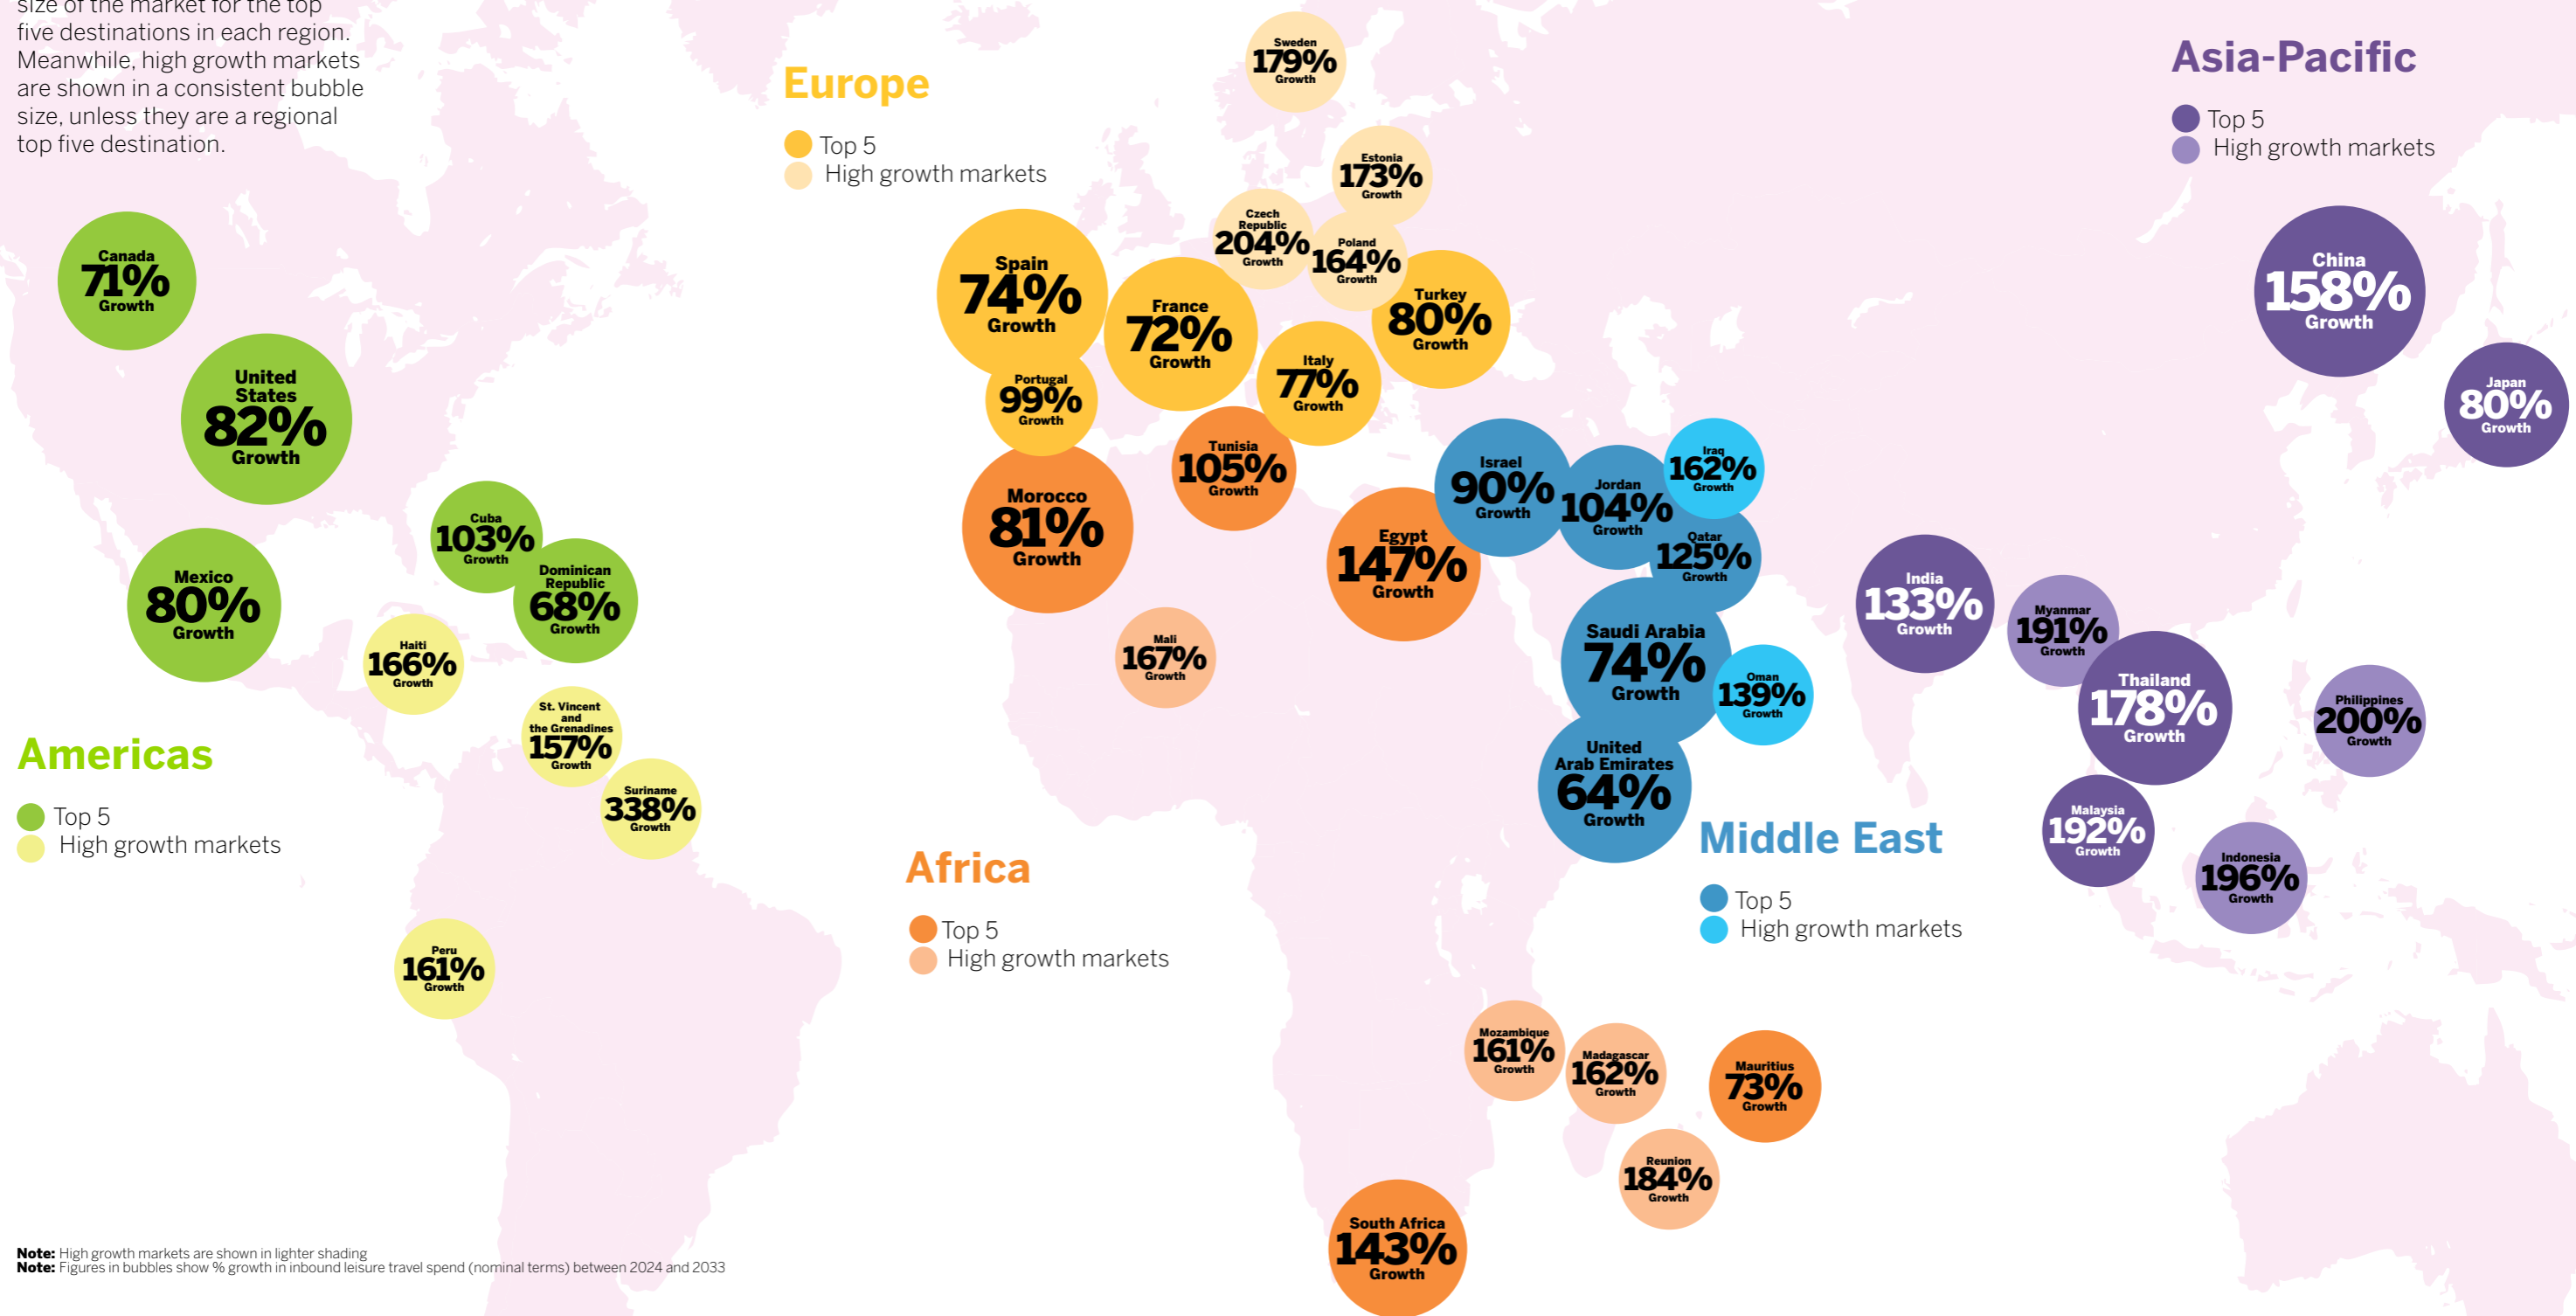 size of the market for the top
five destinations in each region.
Meanwhile, high growth markets
are shown in a consistent bubble
size, unless they are a regional
top five destination.
Canada
71%
Growth
United
States
82%
Growth
Mexico
80%
Growth
Cuba
103%
Growth
Dominican
Republic
68%
Growth
Haiti
166%
Growth
St. Vincent
and
the Grenadines
157%
Growth
Suriname
338%
Growth
Peru
161%
Growth
Americas
Top 5
High growth markets
Europe
Top 5
High growth markets
Sweden
179%
Growth
Estonia
173%
Growth
Czech
Republic
204%
Growth
Poland
164%
Growth
Spain
74%
Growth
France
72%
Growth
Turkey
80%
Growth
Italy
77%
Growth
Portugal
99%
Growth
Tunisia
105%
Growth
Morocco
81%
Growth
Egypt
147%
Growth
Mali
167%
Growth
Africa
Top 5
High growth markets
Mozambique
161%
Growth
Madagascar
162%
Growth
Mauritius
73%
Growth
Reunion
184%
Growth
South Africa
143%
Growth
Israel
90%
Growth
Jordan
104%
Growth
Iraq
162%
Growth
Qatar
125%
Growth
Saudi Arabia
74%
Growth
Oman
139%
Growth
United
Arab Emirates
64%
Growth
Middle East
Top 5
High growth markets
Asia-Pacific
Top 5
High growth markets
China
158%
Growth
Japan
80%
Growth
India
133%
Growth
Myanmar
191%
Growth
Thailand
178%
Growth
Philippines
200%
Growth
Malaysia
192%
Growth
Indonesia
196%
Growth
Note: High growth markets are shown in lighter shading
Note: Figures in bubbles show % growth in inbound leisure travel spend (nominal terms) between 2024 and 2033